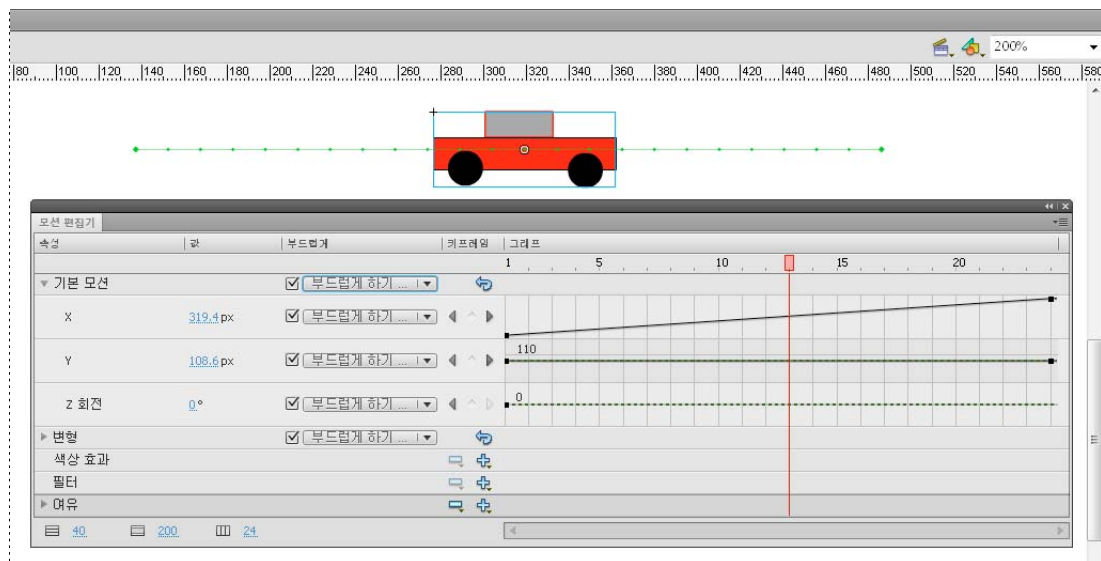 200%
80 100 120 140 160 180 200 220 240 260 280 300 320 340 360 380 400 420 440 460 480 500 520 540 560 580
모션 편집기
속성 값 부드럽게 키프레임 그래프
1 5 10 15 20
기본 모션 부드럽게 하기 ...
X 319.4 px 부드럽게 하기 ...
Y 108.6 px 부드럽게 하기 ... 110
Z 회전 0 ° 부드럽게 하기 ... 0
변형 부드럽게 하기 ...
색상 효과
필터
여유
40 200 24